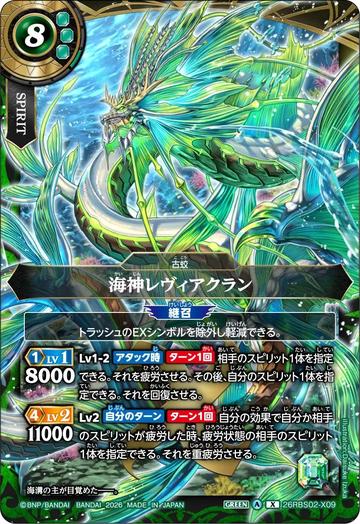 8
SPIRIT
古蛟
海神レヴィアクラン
継召
トラッシュのEXシンボルを除外し軽減できる。
1 LV1 8000
Lv1-2 アタック時 ターン1回 相手のスピリット1体を指定
できる。それを疲労させる。その後、自分のスピリット1体を指
定できる。それを回復させる。
4 LV2 11000
Lv2 自分のターン ターン1回 自分の効果で自分か相手
のスピリットが疲労した時、疲労状態の相手のスピリット
1体を指定できる。それを重疲労させる。
海溝の主が目覚めた――。
©BNP/BANDAI BANDAI 2026 MADE IN JAPAN GREEN A X 26RBS02-X09